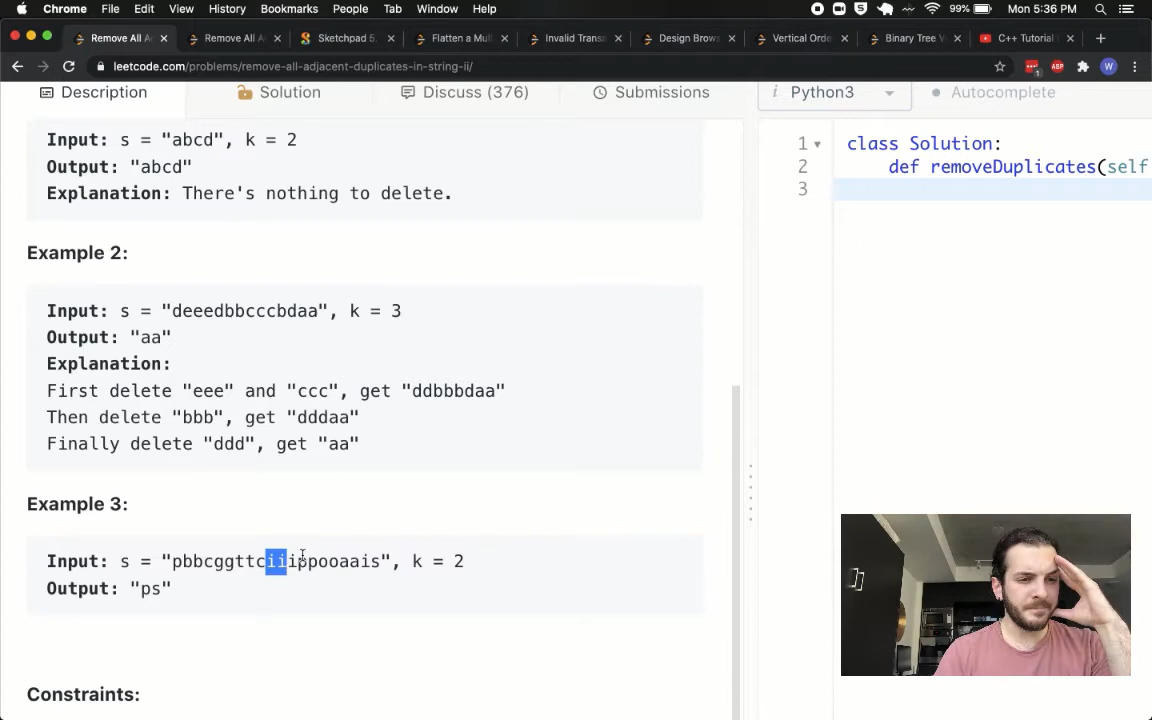 Chrome File Edit View History Bookmarks People Tab Window Help 99% Mon 5:36 PM
Remove All A Remove All A Sketchpad 5. Flatten a Mul Invalid Trans Design Brow Vertical Orde Binary Tree V C++ Tutorial
leetcode.com/problems/remove-all-adjacent-duplicates-in-string-ii/
Description Solution Discuss (376) Submissions i Python3 Autocomplete
Input: s = "abcd", k = 2
Output: "abcd"
Explanation: There's nothing to delete.
Example 2:
Input: s = "deeedbbcccbdaa", k = 3
Output: "aa"
Explanation:
First delete "eee" and "ccc", get "ddbbbdaa"
Then delete "bbb", get "dddaa"
Finally delete "ddd", get "aa"
Example 3:
Input: s = "pbbcggttciiippooaais", k = 2
Output: "ps"
Constraints:
1 class Solution:
2 def removeDuplicates(self
3